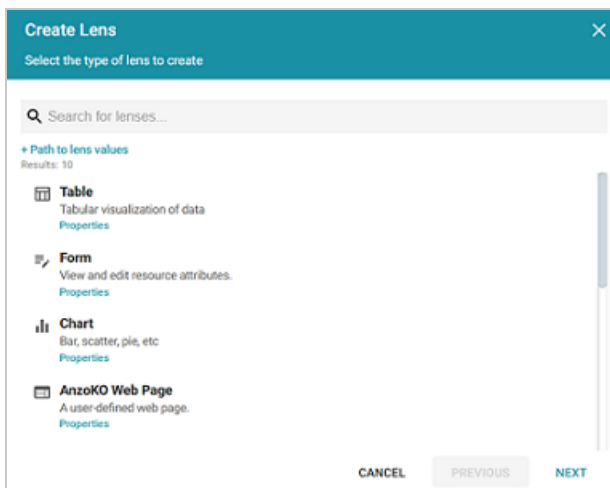 Create Lens
Select the type of lens to create
Search for lenses...
+ Path to lens values
Results: 10
Table
Tabular visualization of data
Properties
Form
View and edit resource attributes.
Properties
Chart
Bar, scatter, pie, etc
Properties
AnzoKO Web Page
A user-defined web page.
Properties
CANCEL PREVIOUS NEXT